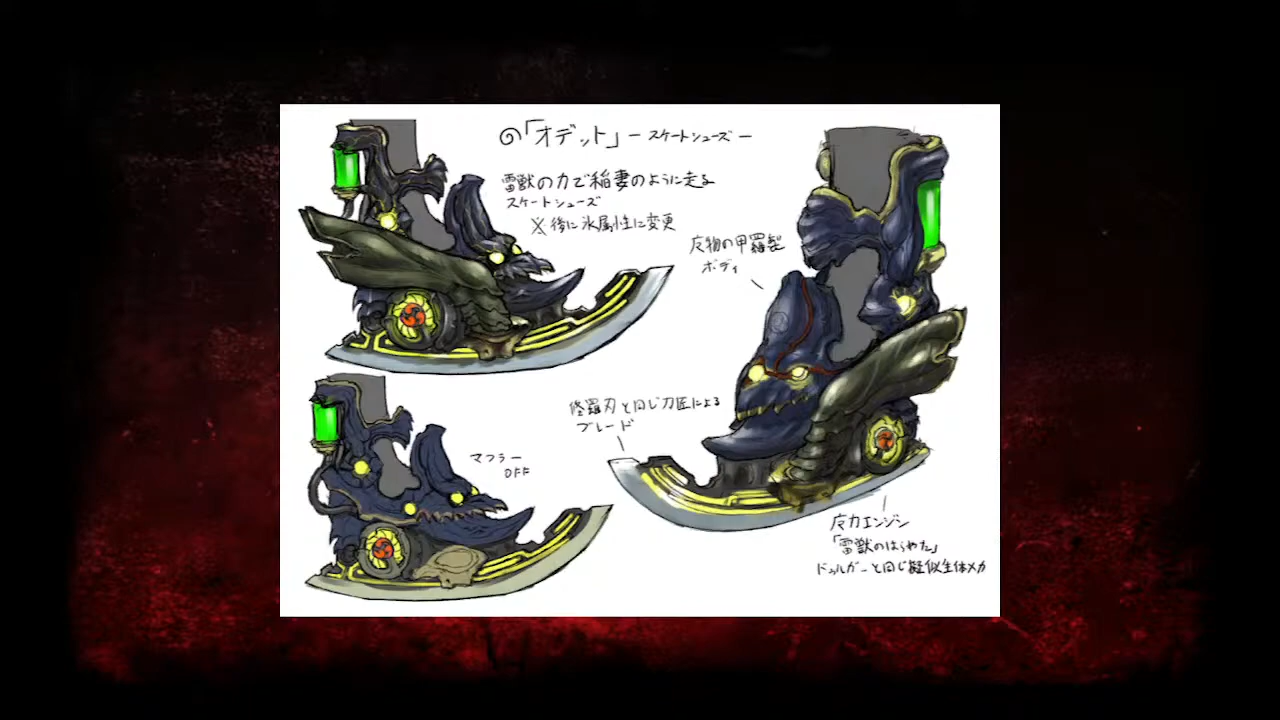 の「オデット」ースケートシューズー
雷獣の力で稲妻のように走る
スケートシューズ
※後に氷属性に変更
魔物の甲羅製
ボディ
修羅刃と同じ刀匠による
ブレード
マフラー
OFF
魔力エンジン
「雷獣のはらわた」
ドゥルガーと同じ擬似生体メカ